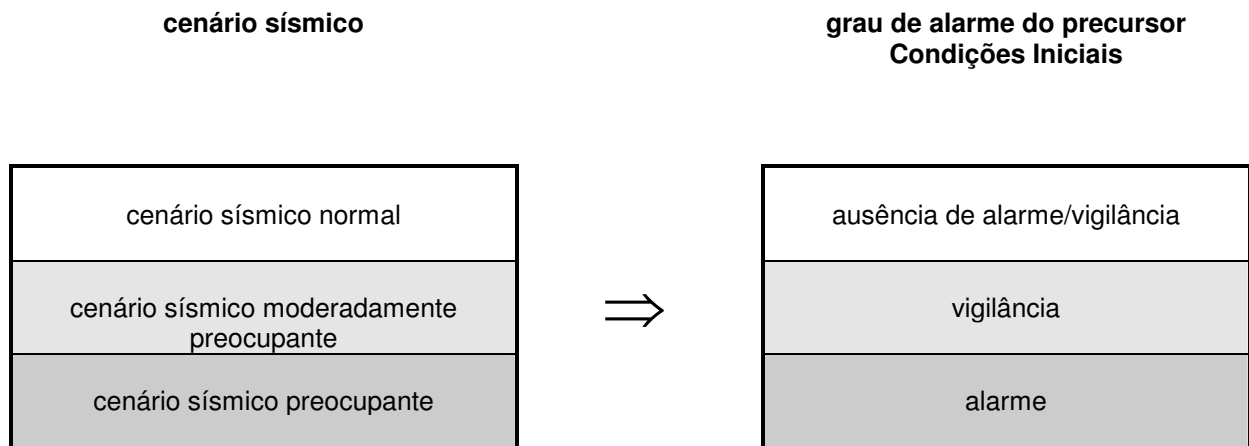 cenário sísmico
grau de alarme do precursor
Condições Iniciais
cenário sísmico normal
ausência de alarme/vigilância
cenário sísmico moderadamente
preocupante
⇒
vigilância
cenário sísmico preocupante
alarme